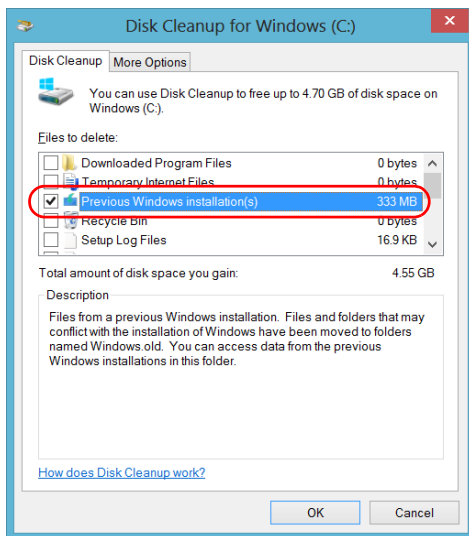 Disk Cleanup for Windows (C:)
Disk Cleanup
More Options
You can use Disk Cleanup to free up to 4.70 GB of disk space on
Windows (C:).
Files to delete:
Downloaded Program Files 0 bytes
Temporary Internet Files 0 bytes
Previous Windows installation(s) 333 MB
Recycle Bin 0 bytes
Setup Log Files 16.9 KB
Total amount of disk space you gain: 4.55 GB
Description
Files from a previous Windows installation.  Files and folders that may
conflict with the installation of Windows have been moved to folders
named Windows.old.  You can access data from the previous
Windows installations in this folder.
How does Disk Cleanup work?
OK
Cancel